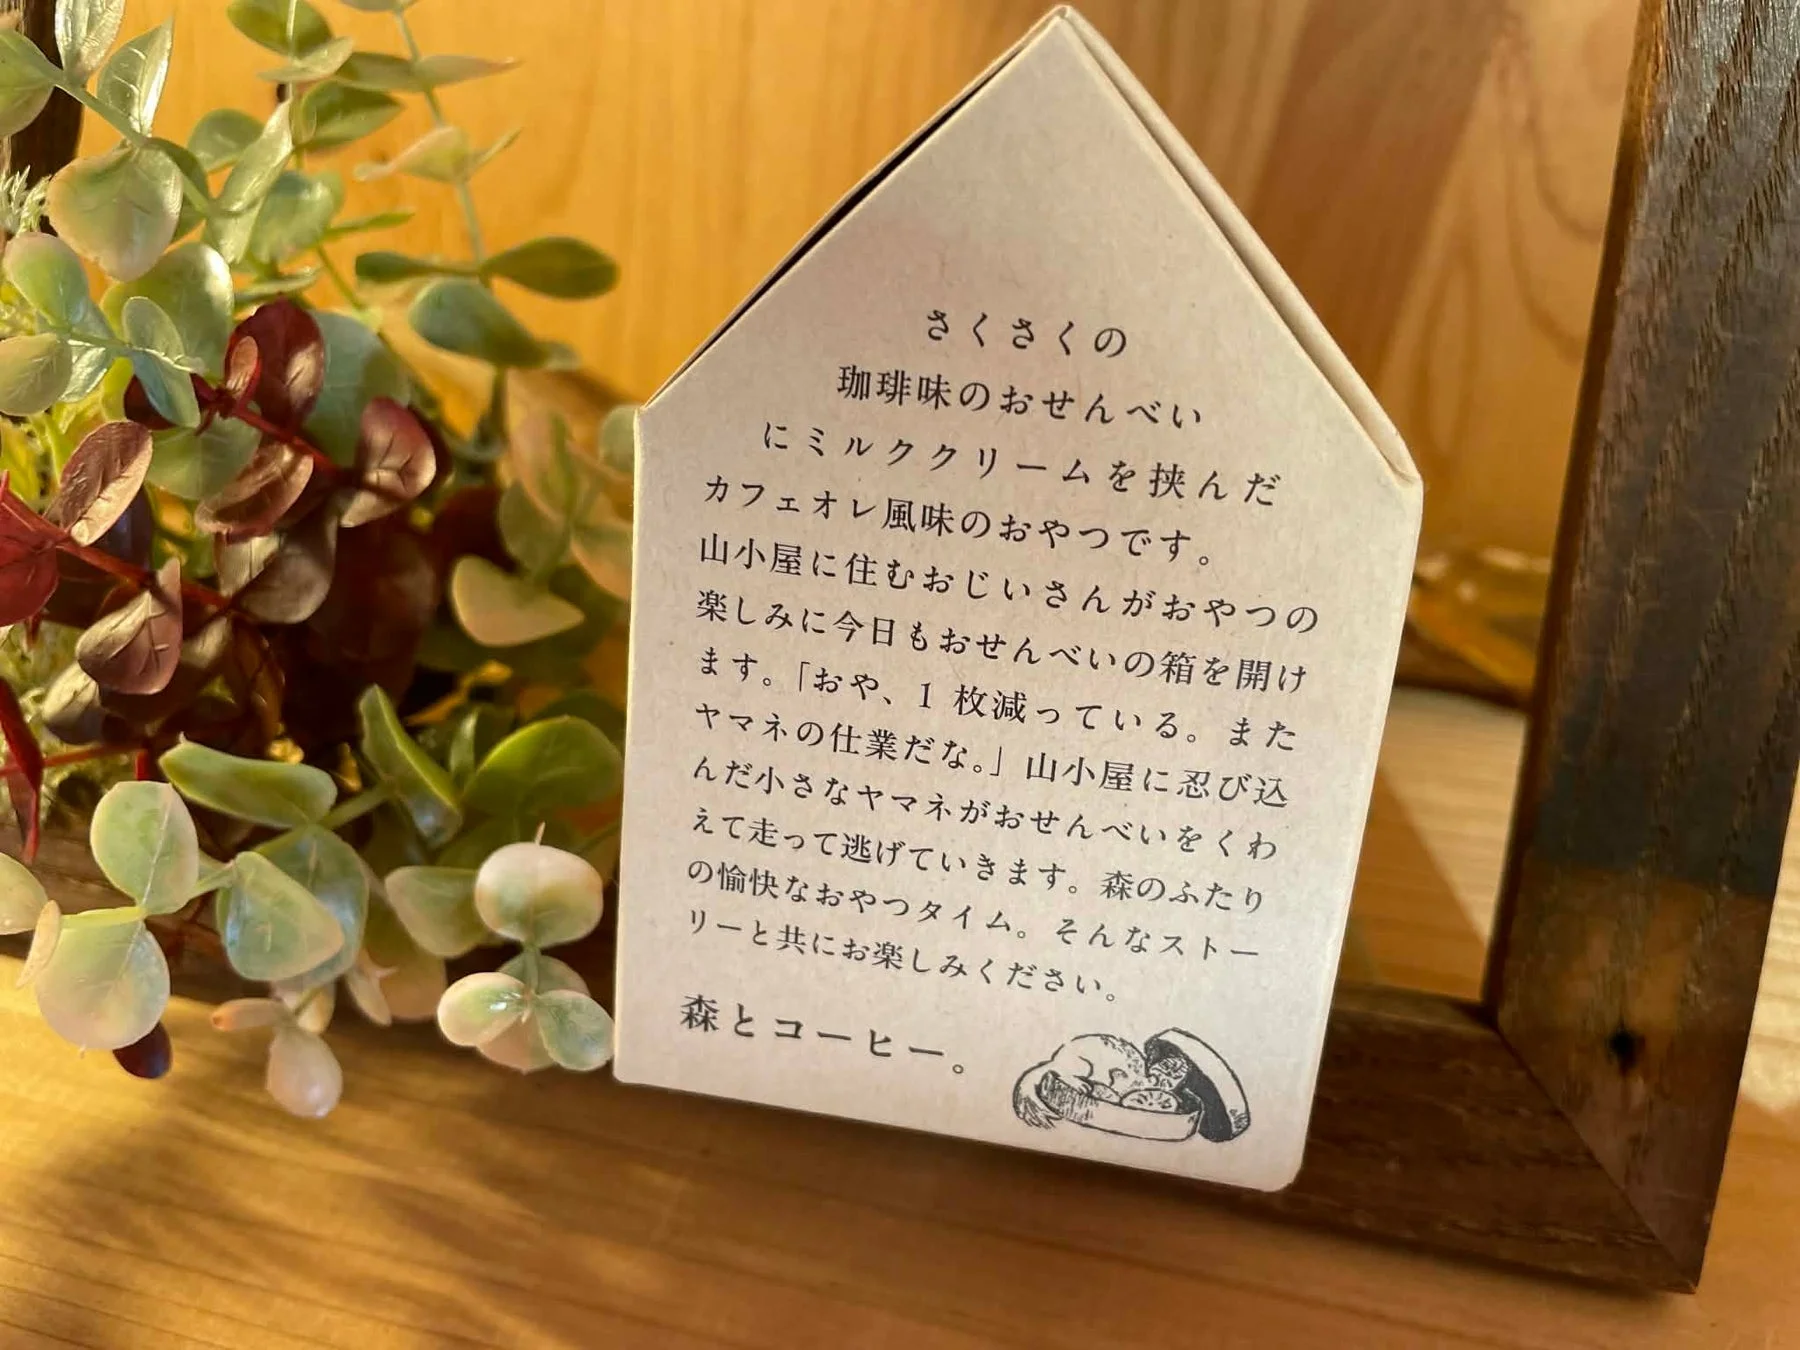 さくさくの
珈琲味のおせんべい
にミルククリームを挟んだ
カフェオレ風味のおやつです。
山小屋に住むおじいさんがおやつの
楽しみに今日もおせんべいの箱を開け
ます。「おや、1 枚減っている。また
ヤマネの仕業だな。」山小屋に忍び込
んだ小さなヤマネがおせんべいをくわ
えて走って逃げていきます。森のふたり
の愉快なおやつタイム。そんなストー
リーと共にお楽しみください。
森とコーヒー。